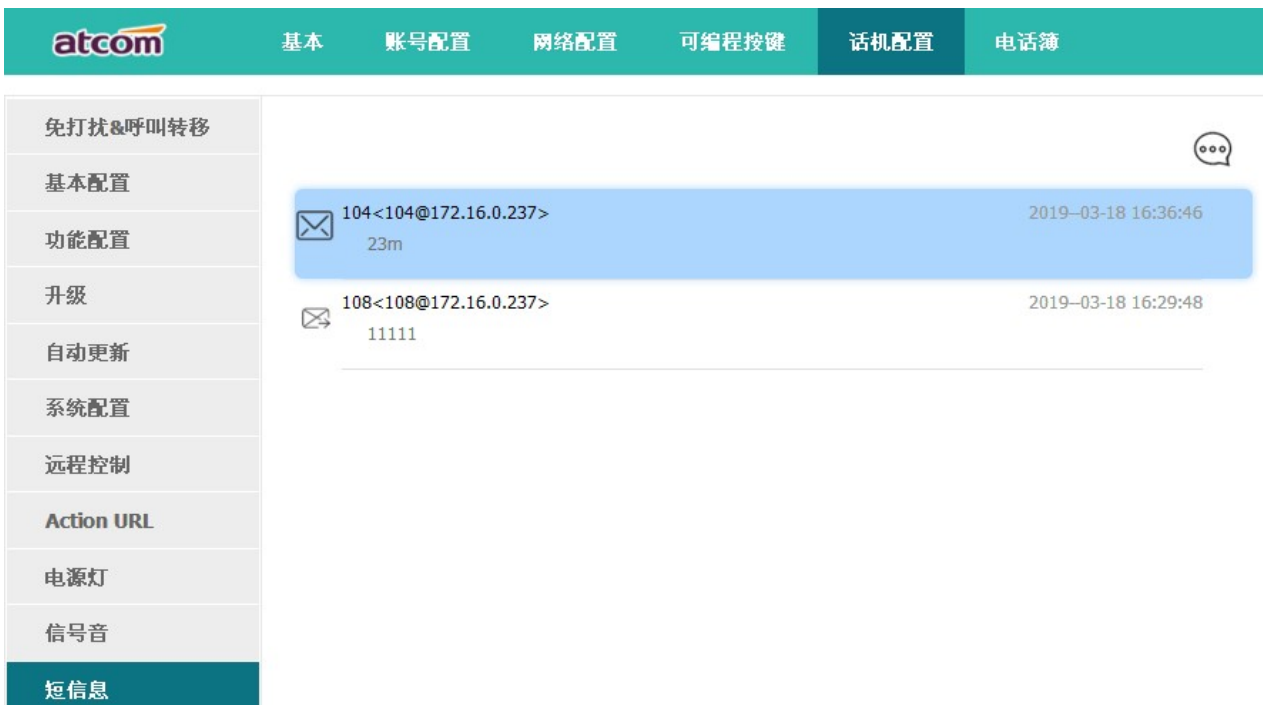 atcom 基本 账号配置 网络配置 可编程按键 话机配置 电话簿
免打扰&呼叫转移
基本配置
功能配置
升级
自动更新
系统配置
远程控制
Action URL
电源灯
信号音
短信息
104<104@172.16.0.237> 2019--03-18 16:36:46
23m
108<108@172.16.0.237> 2019--03-18 16:29:48
11111